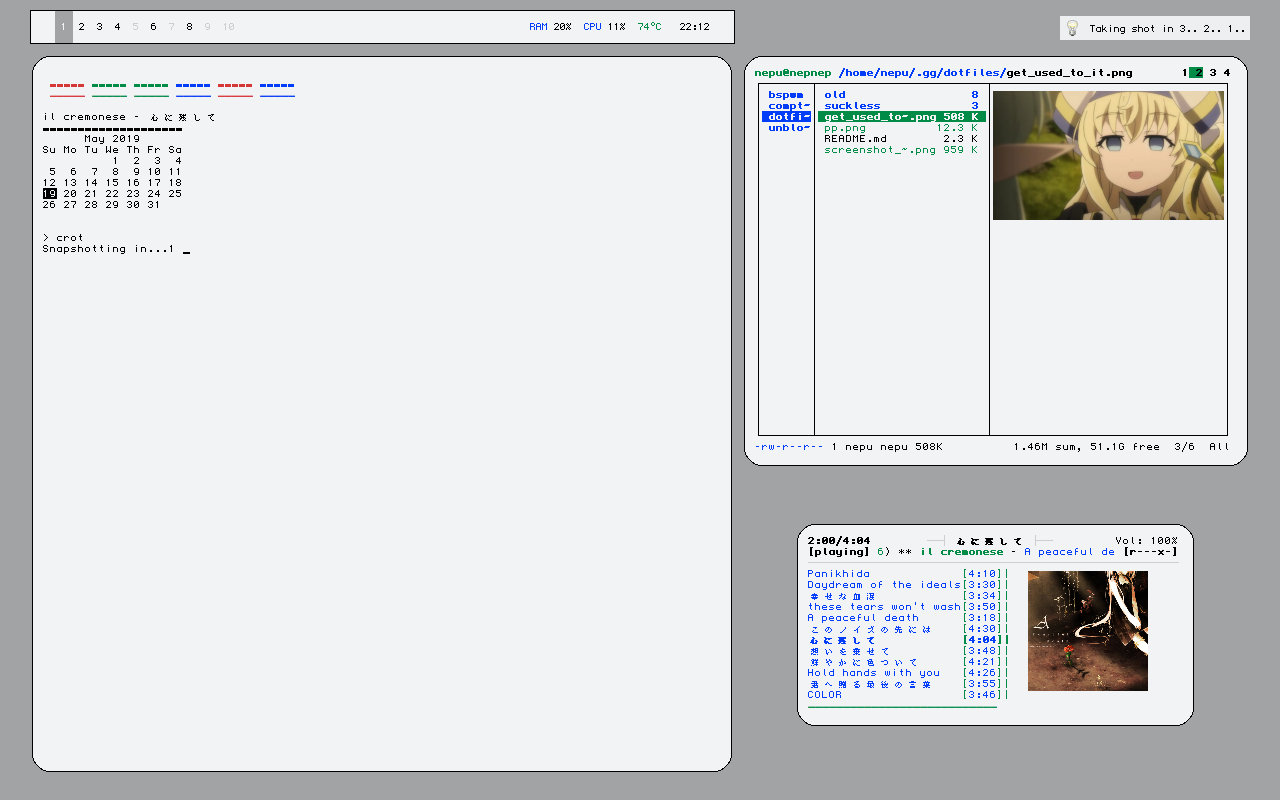 1 2 3 4 5 6 7 8 9 10 RAM 20% CPU 11% 74°C 22:12
Taking shot in 3.. 2.. 1..
il cremonese - 心に残して
May 2019
Su Mo Tu We Th Fr Sa
1 2 3 4
5 6 7 8 9 10 11
12 13 14 15 16 17 18
19 20 21 22 23 24 25
26 27 28 29 30 31
> crot
Snapshotting in...1 _
nepu@nepnep /home/nepu/.gg/dotfiles/get_used_to_it.png 1 2 3 4
bspwm old 8
compt~ suckless 3
dotfi~ get_used_to~.png 508 K
unblo~ pp.png 12.3 K
README.md 2.3 K
screenshot_~.png 959 K
-rw-r--r-- 1 nepu nepu 508K 1.46M sum, 51.1G free 3/6 All
2:00/4:04 心に残して Vol: 100%
[playing] 6) ** il cremonese - A peaceful de [r---x-]
Panikhida [4:10]|
Daydream of the ideals[3:30]|
幸せな血涙 [3:34]|
these tears won't wash[3:50]|
A peaceful death [3:18]|
このノイズの先には [4:30]|
心に残して [4:04]|
想いを乗せて [3:48]|
鮮やかに色ついて [4:21]|
Hold hands with you [4:26]|
君へ贈る最後の言葉 [3:55]|
COLOR [3:46]|